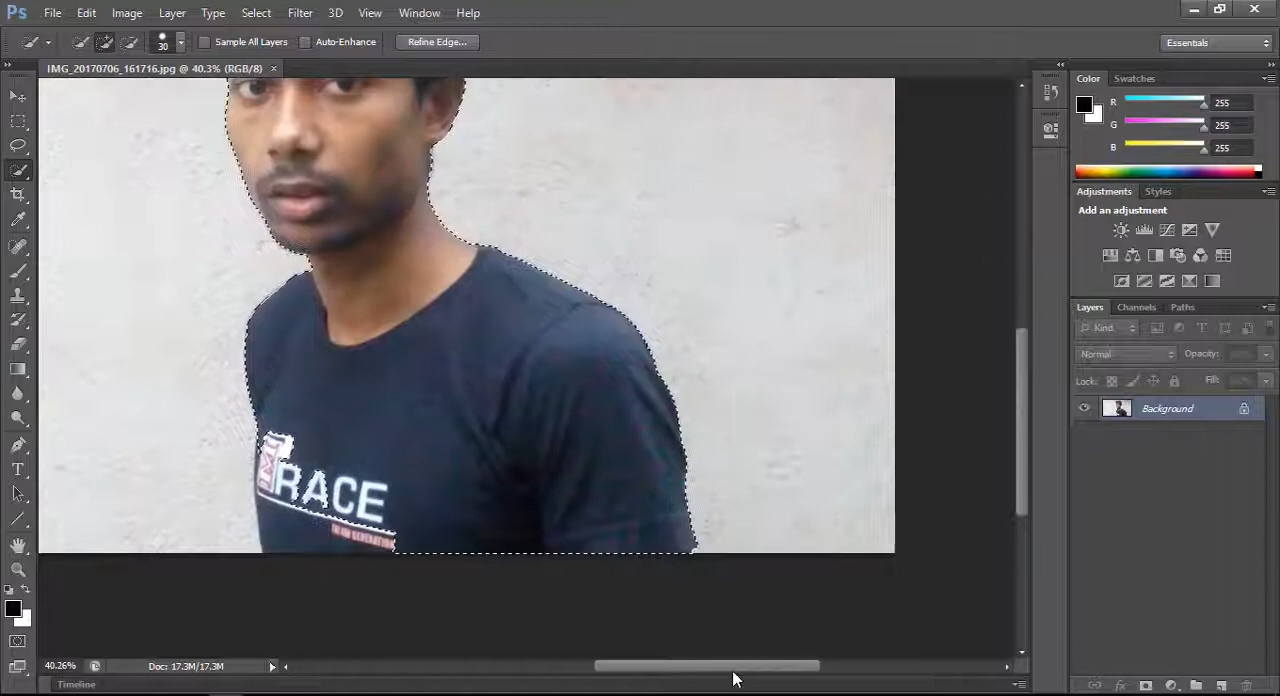 Ps File Edit Image Layer Type Select Filter 3D View Window Help
30 Sample All Layers Auto-Enhance Refine Edge... Essentials
IMG_20170706_161716.jpg @ 40.3% (RGB/8) ×
Color Swatches
R 255
G 255
B 255
Adjustments Styles
Add an adjustment
Layers Channels Paths
Kind
Normal Opacity:
Lock: Fill:
Background
RACE
40.26% Doc: 17.3M/17.3M
Timeline